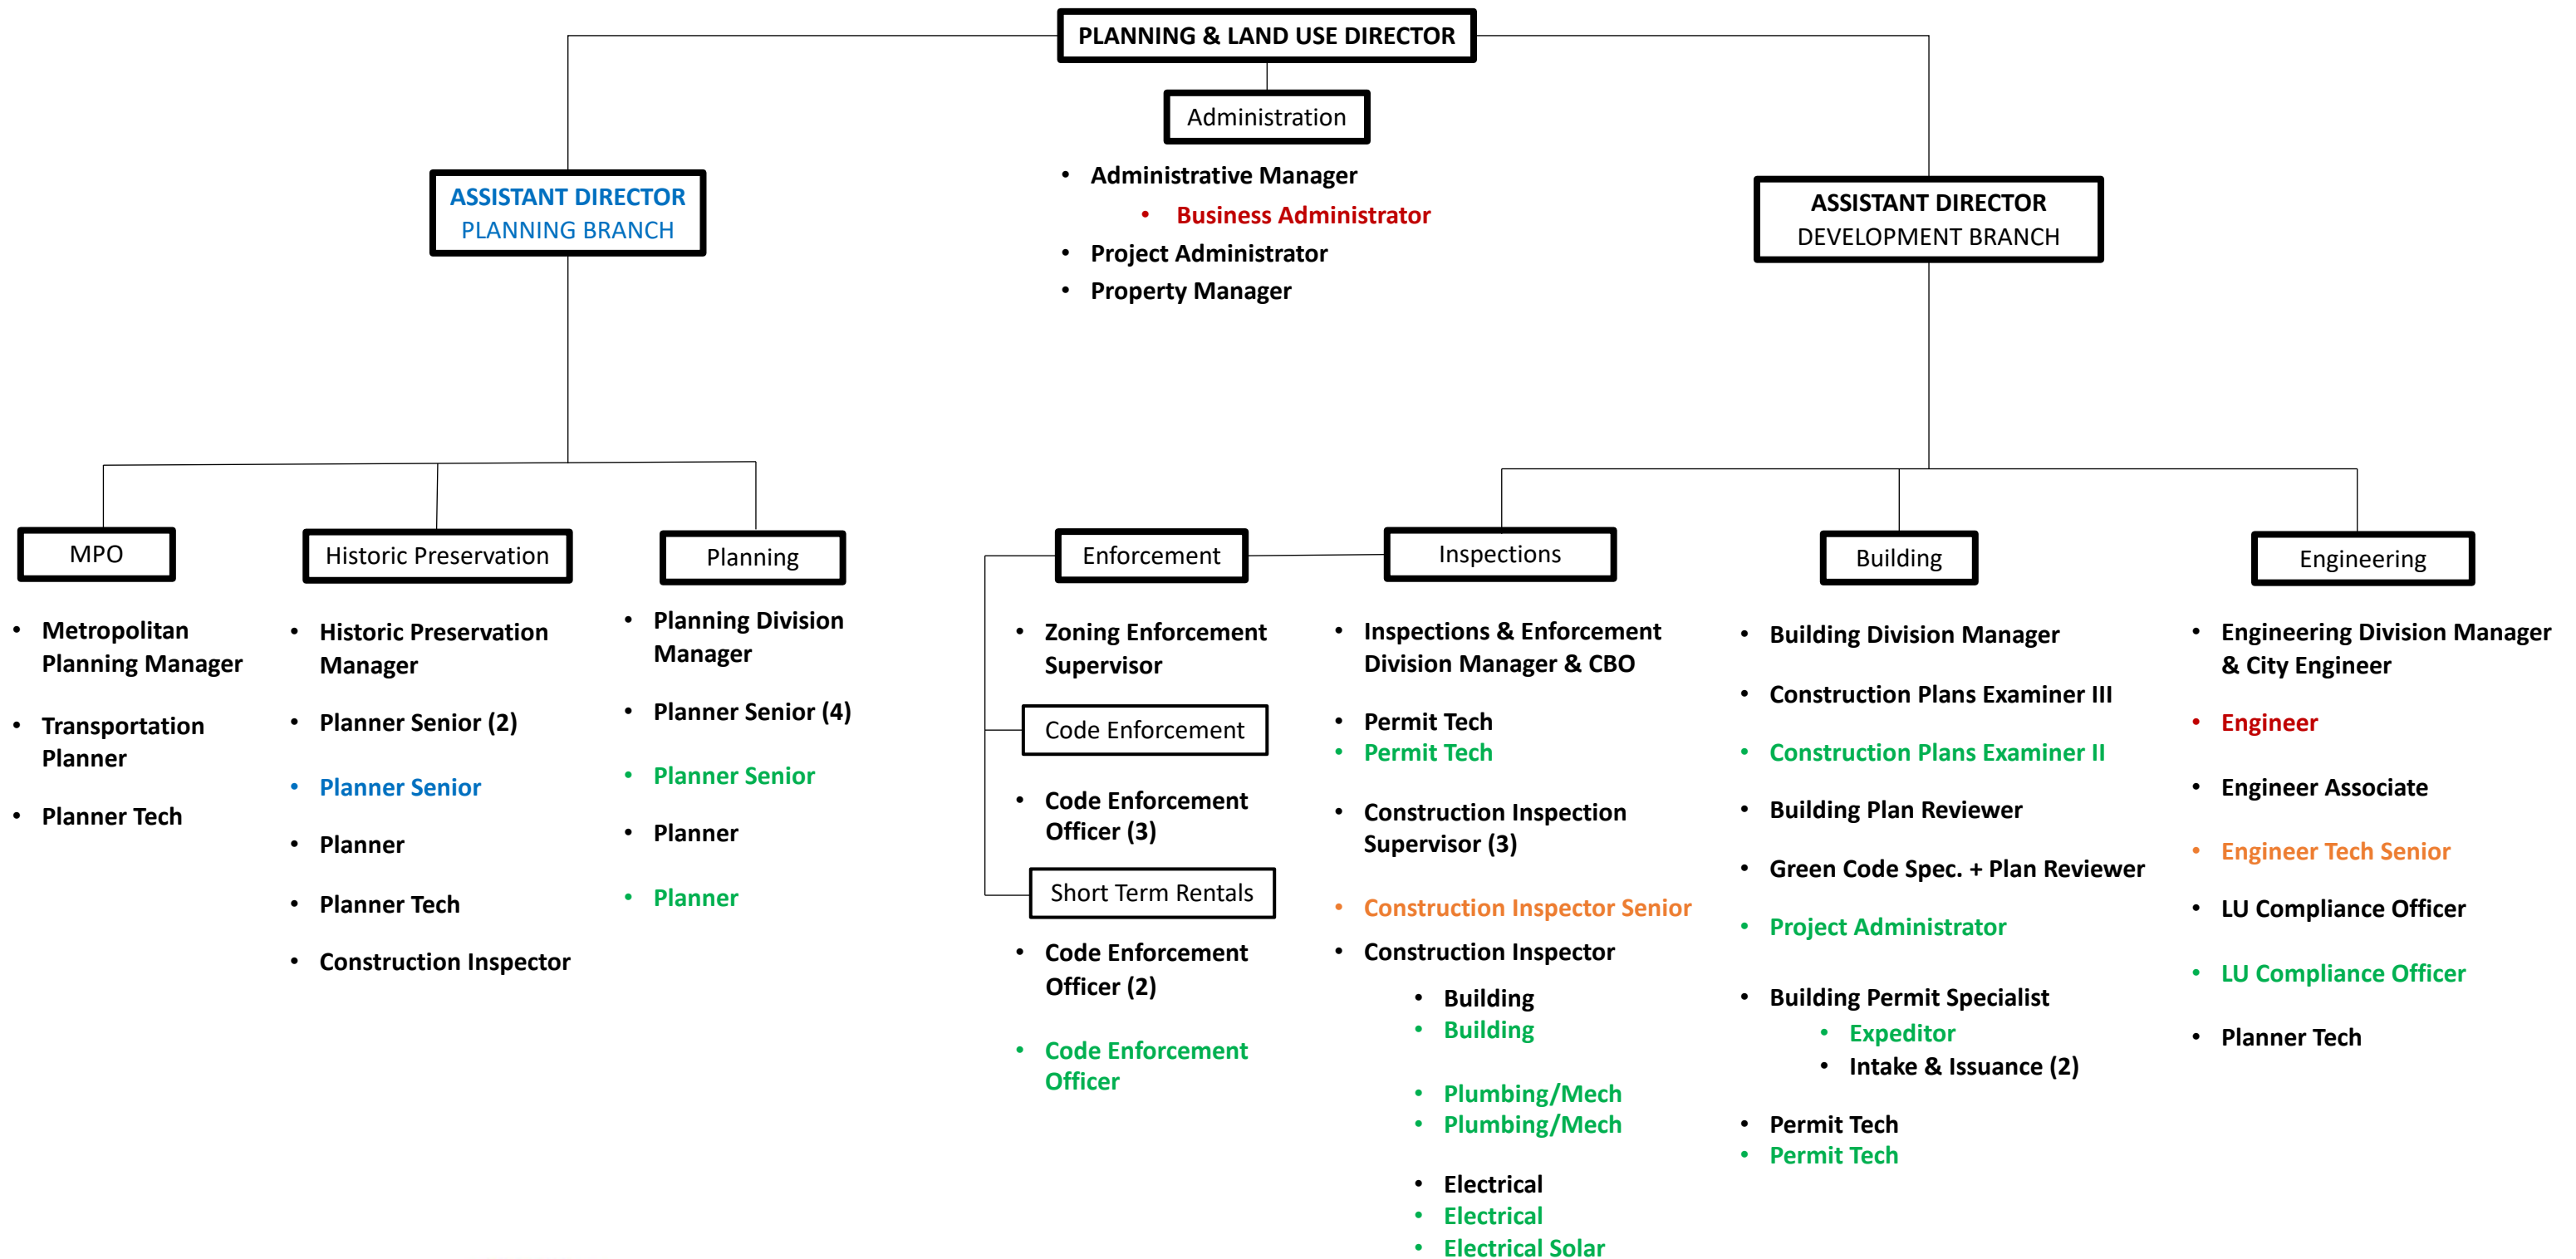 PLANNING & LAND USE DIRECTOR
Administration
• Administrative Manager
• Business Administrator
• Project Administrator
• Property Manager
ASSISTANT DIRECTOR
PLANNING BRANCH
ASSISTANT DIRECTOR
DEVELOPMENT BRANCH
MPO
• Metropolitan
Planning Manager
• Transportation
Planner
• Planner Tech
Historic Preservation
• Historic Preservation
Manager
• Planner Senior (2)
• Planner Senior
• Planner
• Planner Tech
• Construction Inspector
Planning
• Planning Division
Manager
• Planner Senior (4)
• Planner Senior
• Planner
• Planner
Enforcement
• Zoning Enforcement
Supervisor
Code Enforcement
• Code Enforcement
Officer (3)
Short Term Rentals
• Code Enforcement
Officer (2)
• Code Enforcement
Officer
Inspections
• Inspections & Enforcement
Division Manager & CBO
• Permit Tech
• Permit Tech
• Construction Inspection
Supervisor (3)
• Construction Inspector Senior
• Construction Inspector
• Building
• Building
• Plumbing/Mech
• Plumbing/Mech
• Electrical
• Electrical
• Electrical Solar
Building
• Building Division Manager
• Construction Plans Examiner III
• Construction Plans Examiner II
• Building Plan Reviewer
• Green Code Spec. + Plan Reviewer
• Project Administrator
• Building Permit Specialist
• Expeditor
• Intake & Issuance (2)
• Permit Tech
• Permit Tech
Engineering
• Engineering Division Manager
& City Engineer
• Engineer
• Engineer Associate
• Engineer Tech Senior
• LU Compliance Officer
• LU Compliance Officer
• Planner Tech